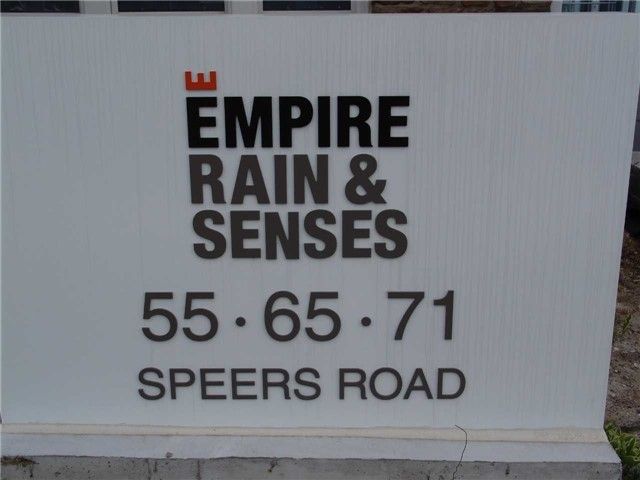 E
EMPIRE
RAIN &
SENSES
55 · 65 · 71
SPEERS ROAD